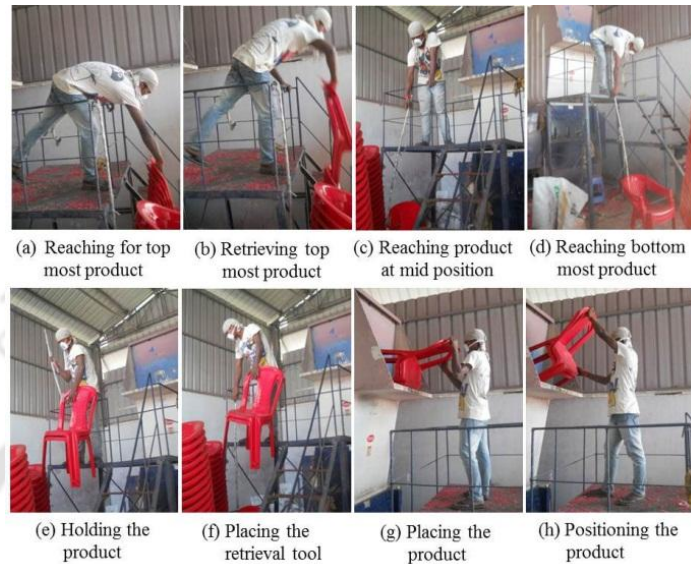 (a) Reaching for top
most product
(b) Retrieving top
most product
(c) Reaching product
at mid position
(d) Reaching bottom
most product
(e) Holding the
product
(f) Placing the
retrieval tool
(g) Placing the
product
(h) Positioning the
product